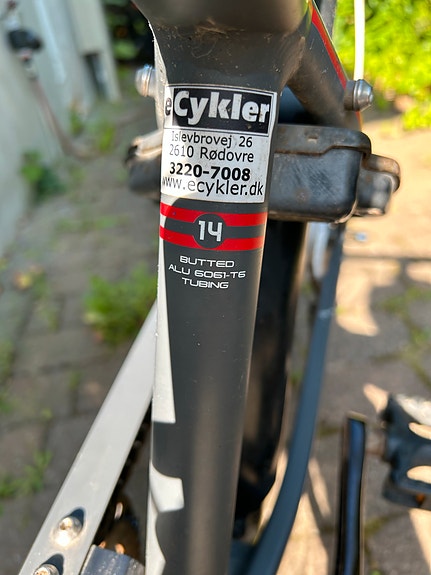 eCykler
Islevbrovej 26
2610 Rødovre
3220-7008
www.ecykler.dk
14
BUTTED
ALU 6061-T6
TUBING